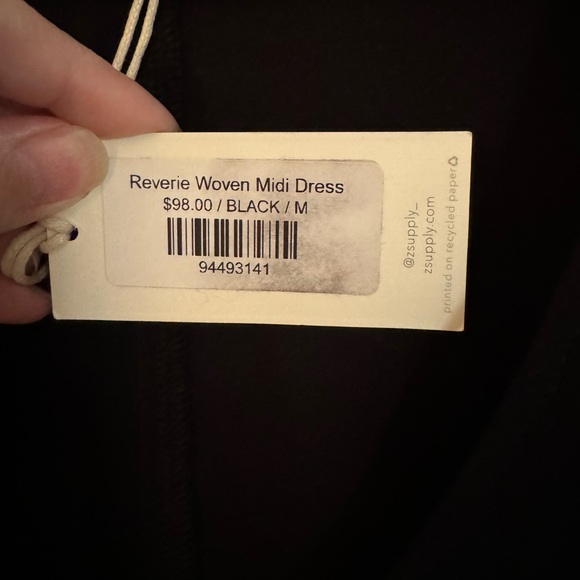 Reverie Woven Midi Dress
$98.00 / BLACK / M
94493141
@zsupply_
zsupply.com
printed on recycled paper